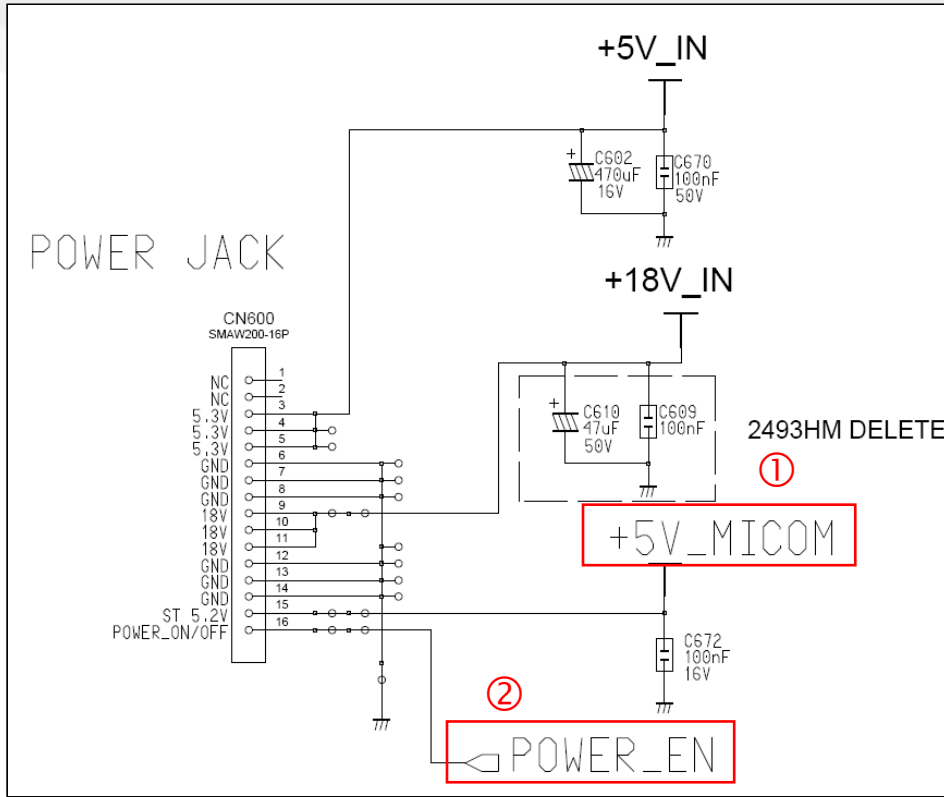 +5V_IN
+
C602
470uF
16V
C670
100nF
50V
POWER JACK
+18V_IN
CN600
SMAW200-16P
NC 1
NC 2
5.3V 3
5.3V 4
5.3V 5
GND 6
GND 7
GND 8
18V 9
18V 10
18V 11
GND 12
GND 13
GND 14
ST 5.2V 15
POWER_ON/OFF 16
+
C610
47uF
50V
C609
100nF
2493HM DELETE
①
+5V_MICOM
C672
100nF
16V
②
POWER_EN